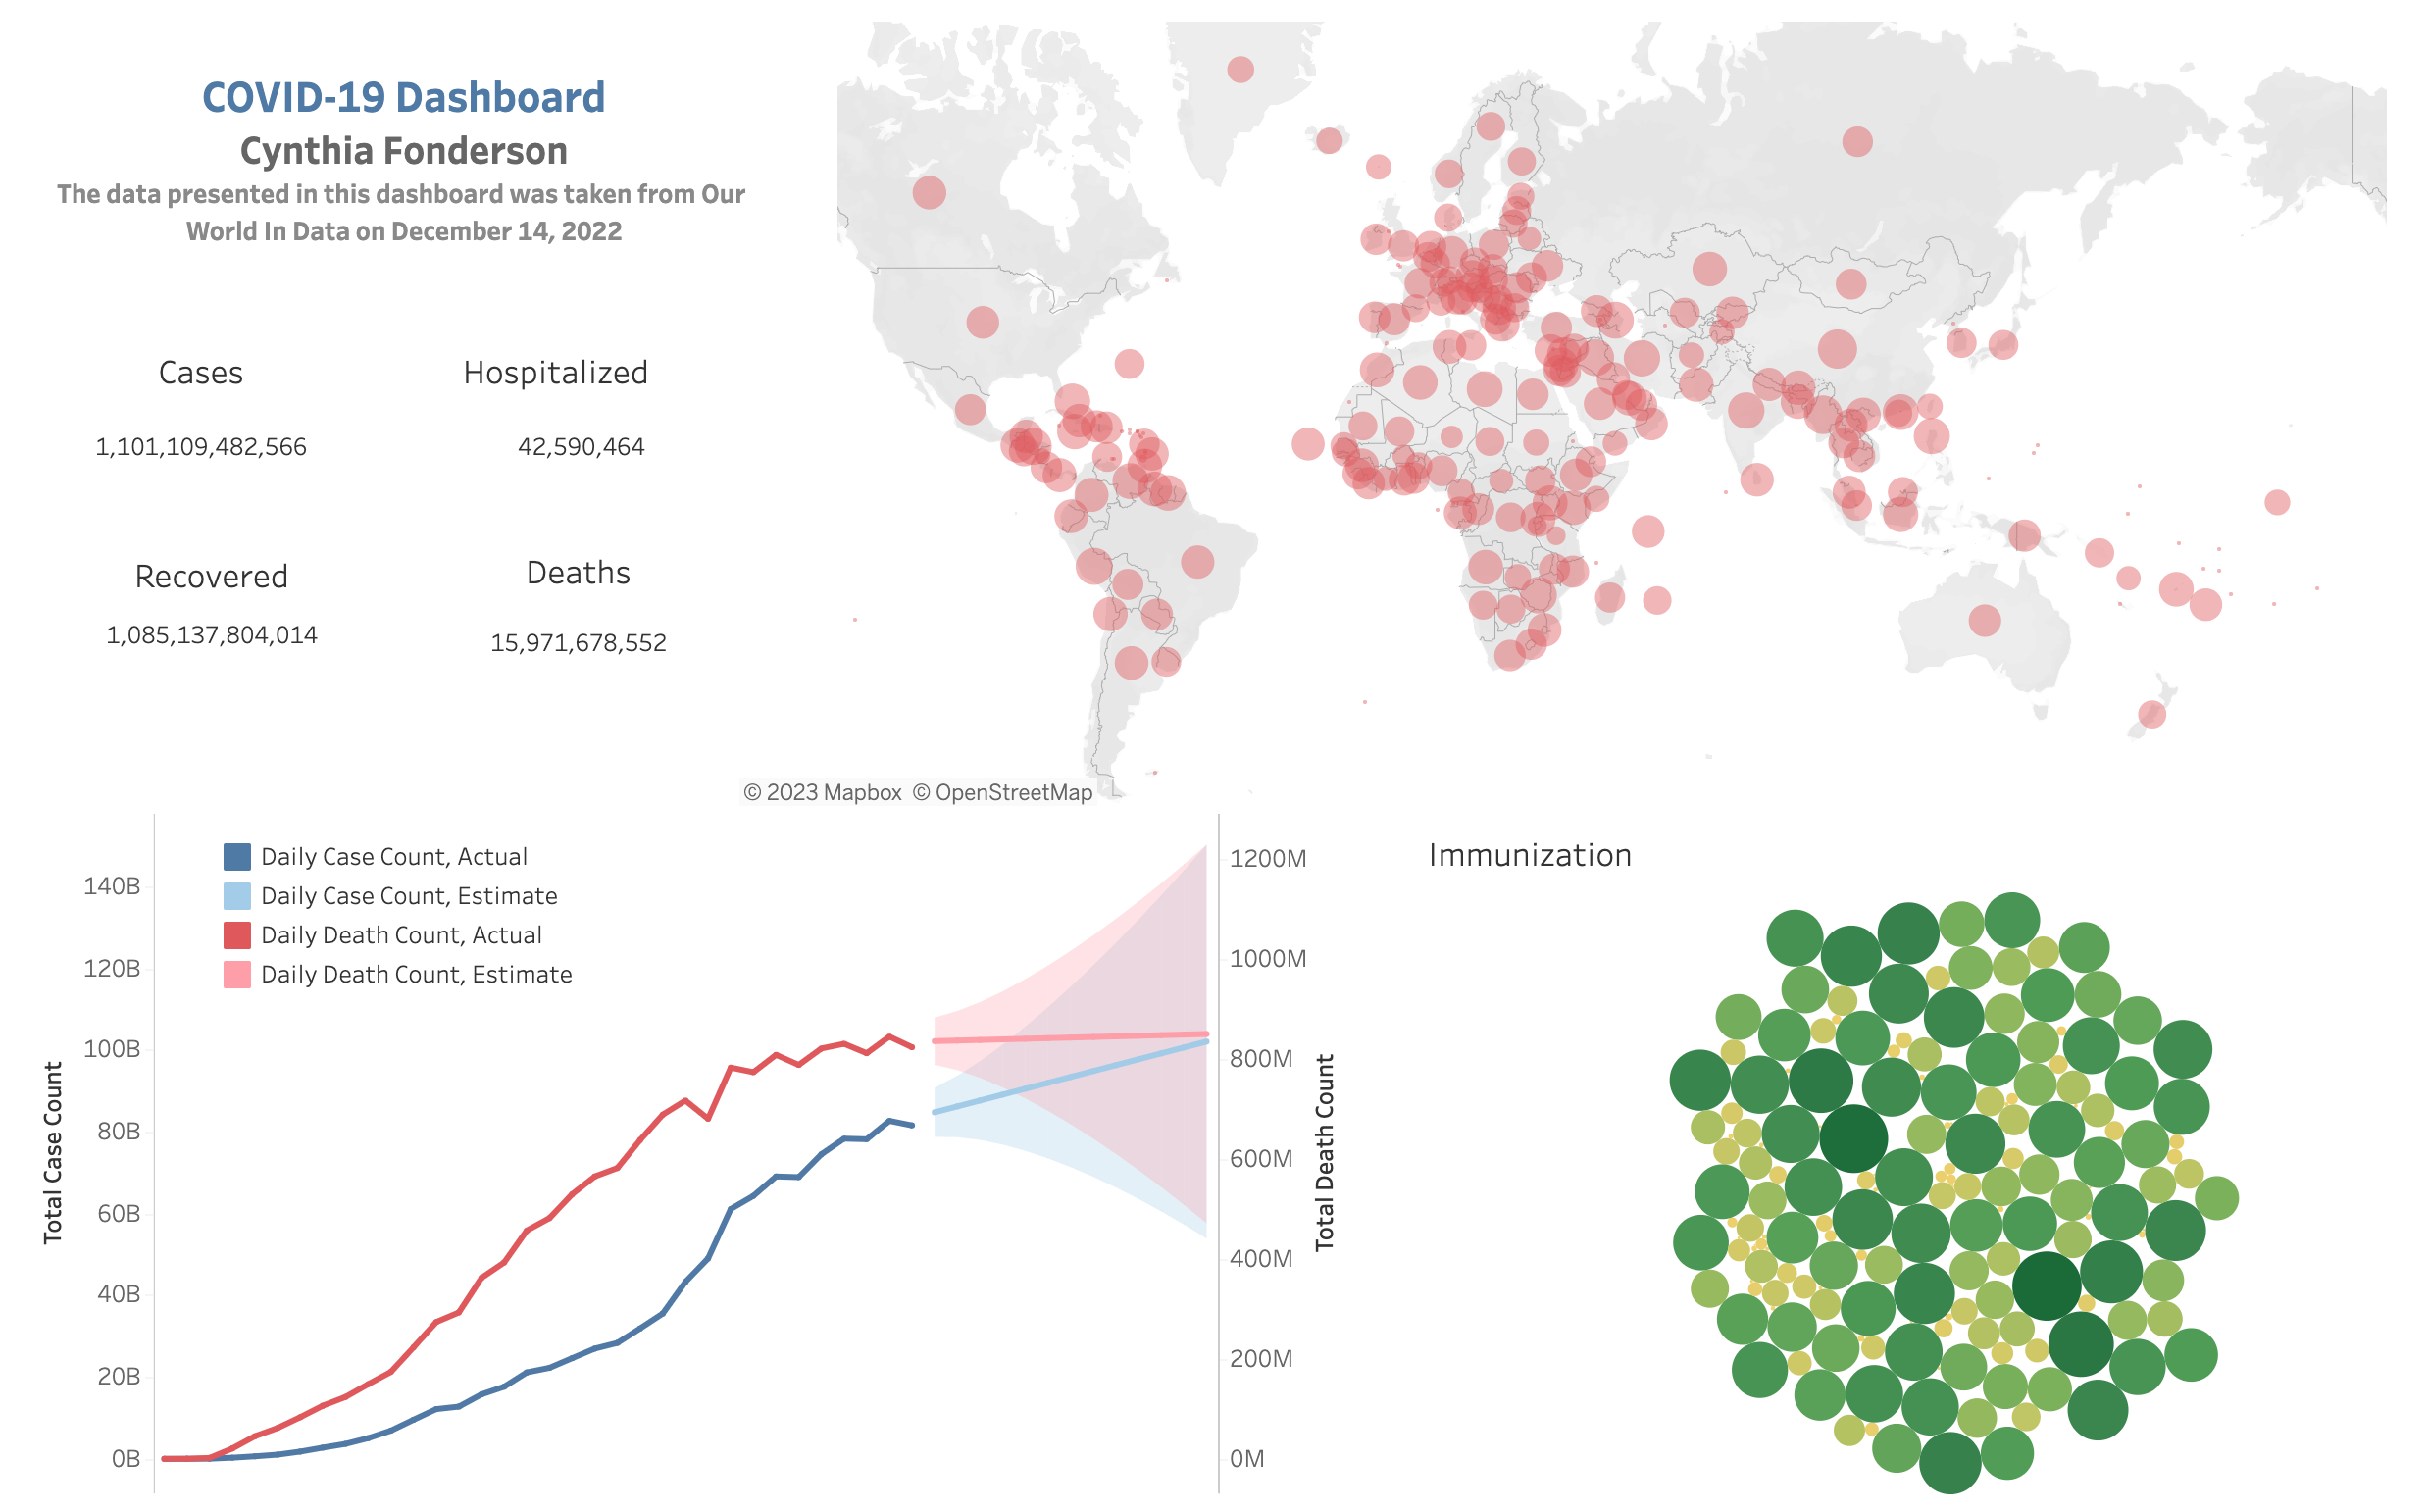 COVID-19 Dashboard
Cynthia Fonderson
The data presented in this dashboard was taken from Our
World In Data on December 14, 2022
Cases
Hospitalized
1,101,109,482,566
42,590,464
Recovered
Deaths
1,085,137,804,014
15,971,678,552
© 2023 Mapbox © OpenStreetMap
Daily Case Count, Actual
Daily Case Count, Estimate
Daily Death Count, Actual
Daily Death Count, Estimate
Total Case Count
140B
120B
100B
80B
60B
40B
20B
0B
1200M
1000M
800M
600M
400M
200M
0M
Total Death Count
Immunization